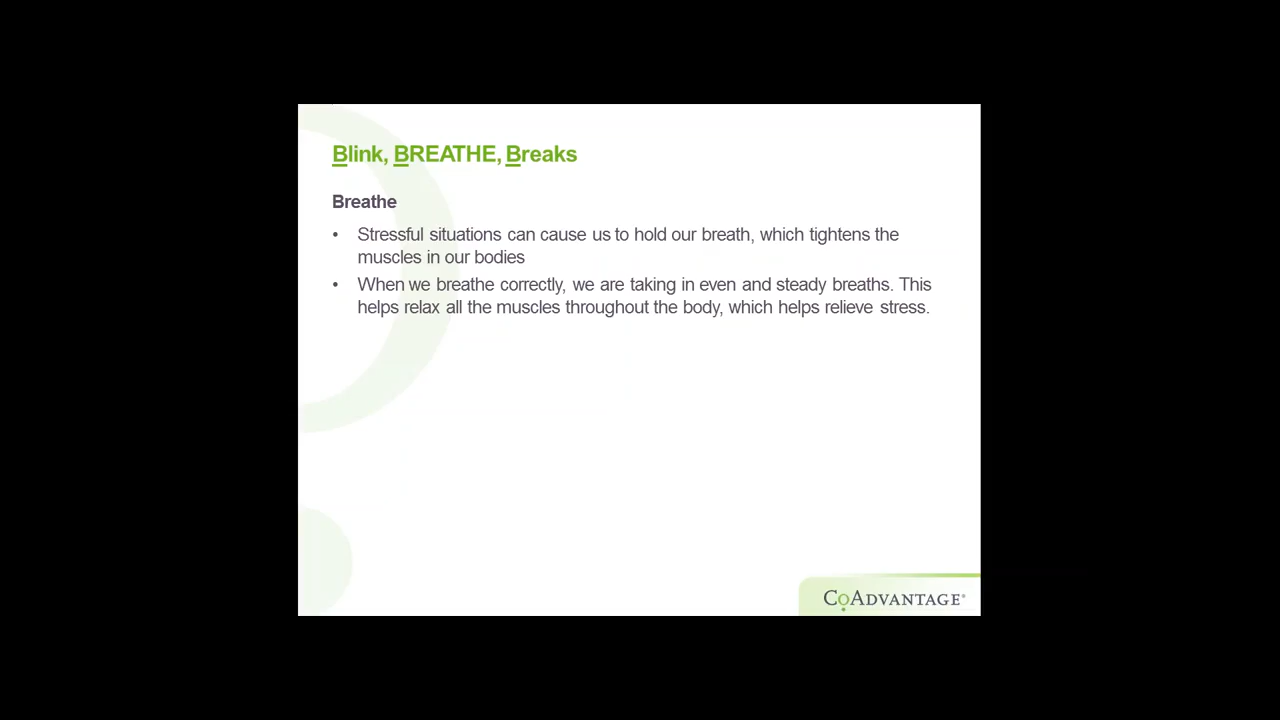 Blink, BREATHE, Breaks
Breathe
• Stressful situations can cause us to hold our breath, which tightens the
muscles in our bodies
• When we breathe correctly, we are taking in even and steady breaths. This
helps relax all the muscles throughout the body, which helps relieve stress.
COADVANTAGE®